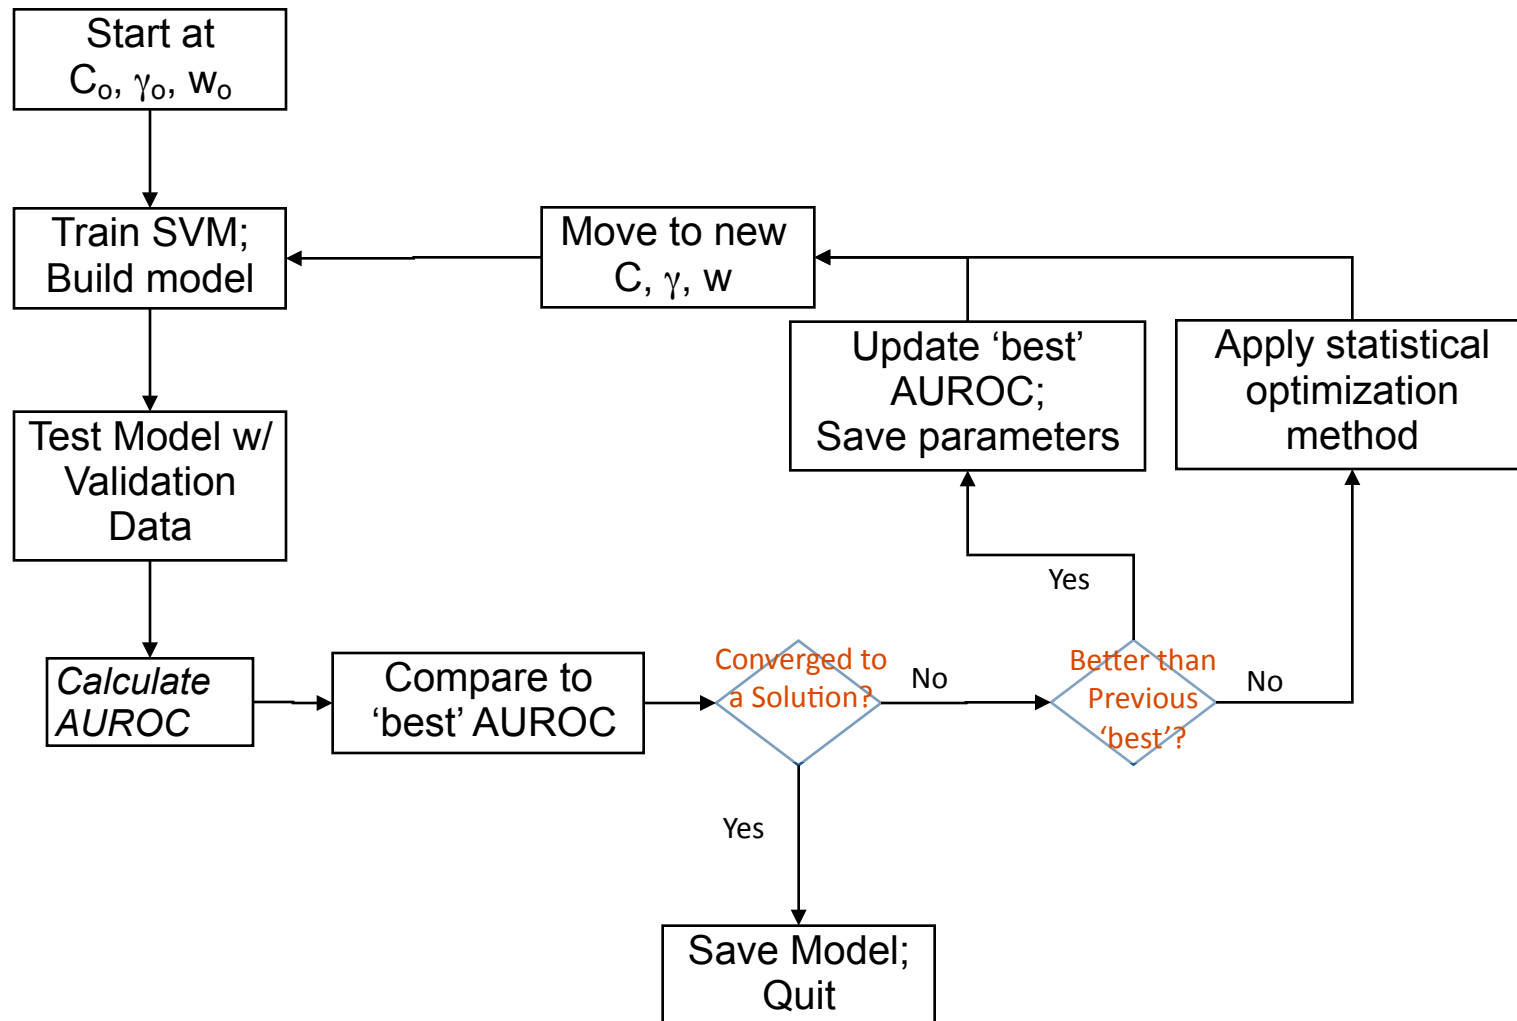 Start at
Cₒ, γₒ, wₒ
Train SVM;
Build model
Move to new
C, γ, w
Update ‘best’
AUROC;
Save parameters
Apply statistical
optimization
method
Test Model w/
Validation
Data
Yes
Calculate
AUROC
Compare to
‘best’ AUROC
Converged to
a Solution?
No
Better than
Previous
‘best’?
No
Yes
Save Model;
Quit